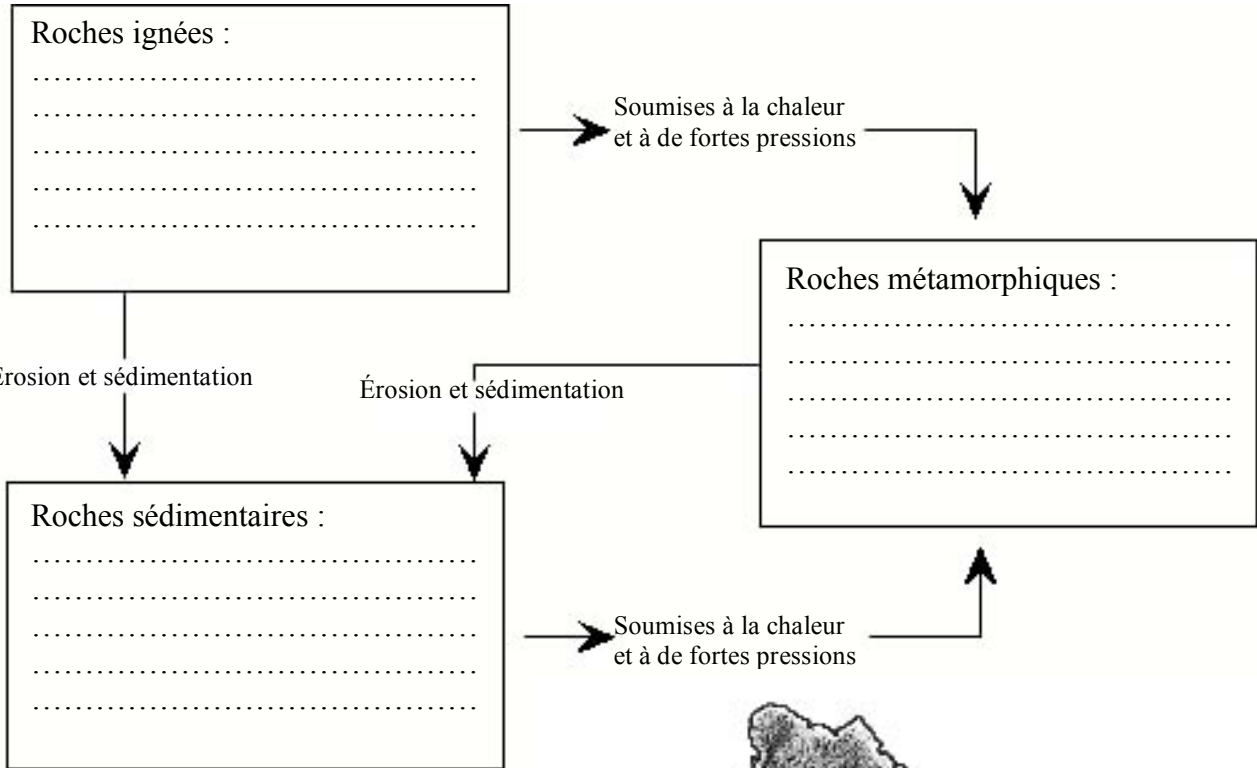 Roches ignées :
……………………………………
……………………………………
……………………………………
……………………………………
……………………………………
Soumises à la chaleur
et à de fortes pressions
Roches métamorphiques :
……………………………………
……………………………………
……………………………………
……………………………………
……………………………………
Érosion et sédimentation
Érosion et sédimentation
Roches sédimentaires :
……………………………………
……………………………………
……………………………………
……………………………………
……………………………………
Soumises à la chaleur
et à de fortes pressions